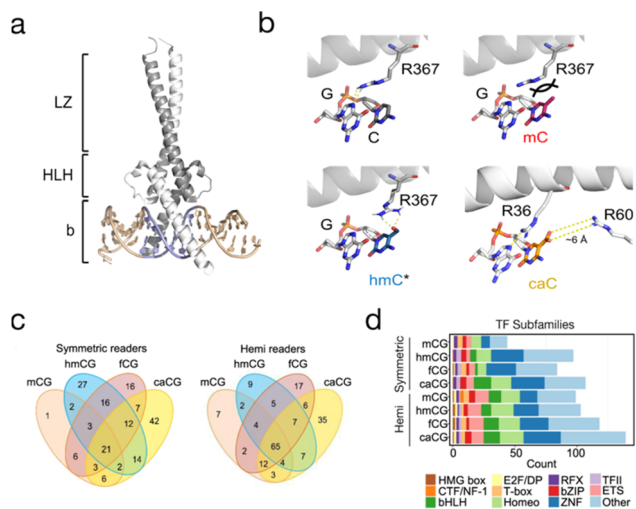 a
LZ
HLH
b
b
R367
G
C
R367
G
mC
R367
G
hmC*
R36
R60
~6 Å
caC
c
Symmetric readers
hmCG
fCG
mCG
caCG
27
16
1
2
16
7
42
3
12
21
6
3
2
14
6
Hemi readers
hmCG
fCG
mCG
caCG
9
17
7
2
5
6
35
4
7
65
2
12
4
7
3
d
TF Subfamilies
Symmetric
mCG
hmCG
fCG
caCG
Hemi
mCG
hmCG
fCG
caCG
0 50 100
Count
HMG box E2F/DP RFX TFII
CTF/NF-1 T-box bZIP ETS
bHLH Homeo ZNF Other